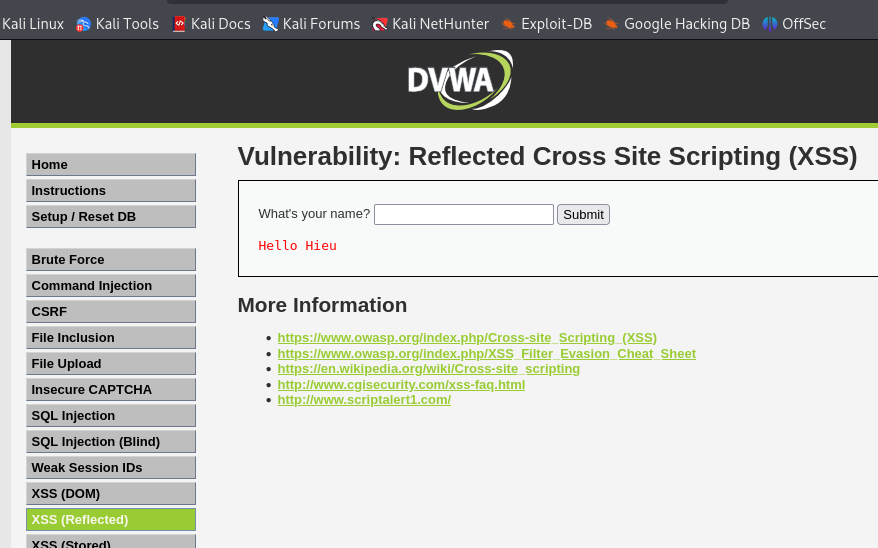 Kali Linux Kali Tools Kali Docs Kali Forums Kali NetHunter Exploit-DB Google Hacking DB OffSec
DVWA
Home
Instructions
Setup / Reset DB
Brute Force
Command Injection
CSRF
File Inclusion
File Upload
Insecure CAPTCHA
SQL Injection
SQL Injection (Blind)
Weak Session IDs
XSS (DOM)
XSS (Reflected)
XSS (Stored)
Vulnerability: Reflected Cross Site Scripting (XSS)
What's your name? Submit
Hello Hieu
More Information
https://www.owasp.org/index.php/Cross-site_Scripting_(XSS)
https://www.owasp.org/index.php/XSS_Filter_Evasion_Cheat_Sheet
https://en.wikipedia.org/wiki/Cross-site_scripting
http://www.cgisecurity.com/xss-faq.html
http://www.scriptalert1.com/